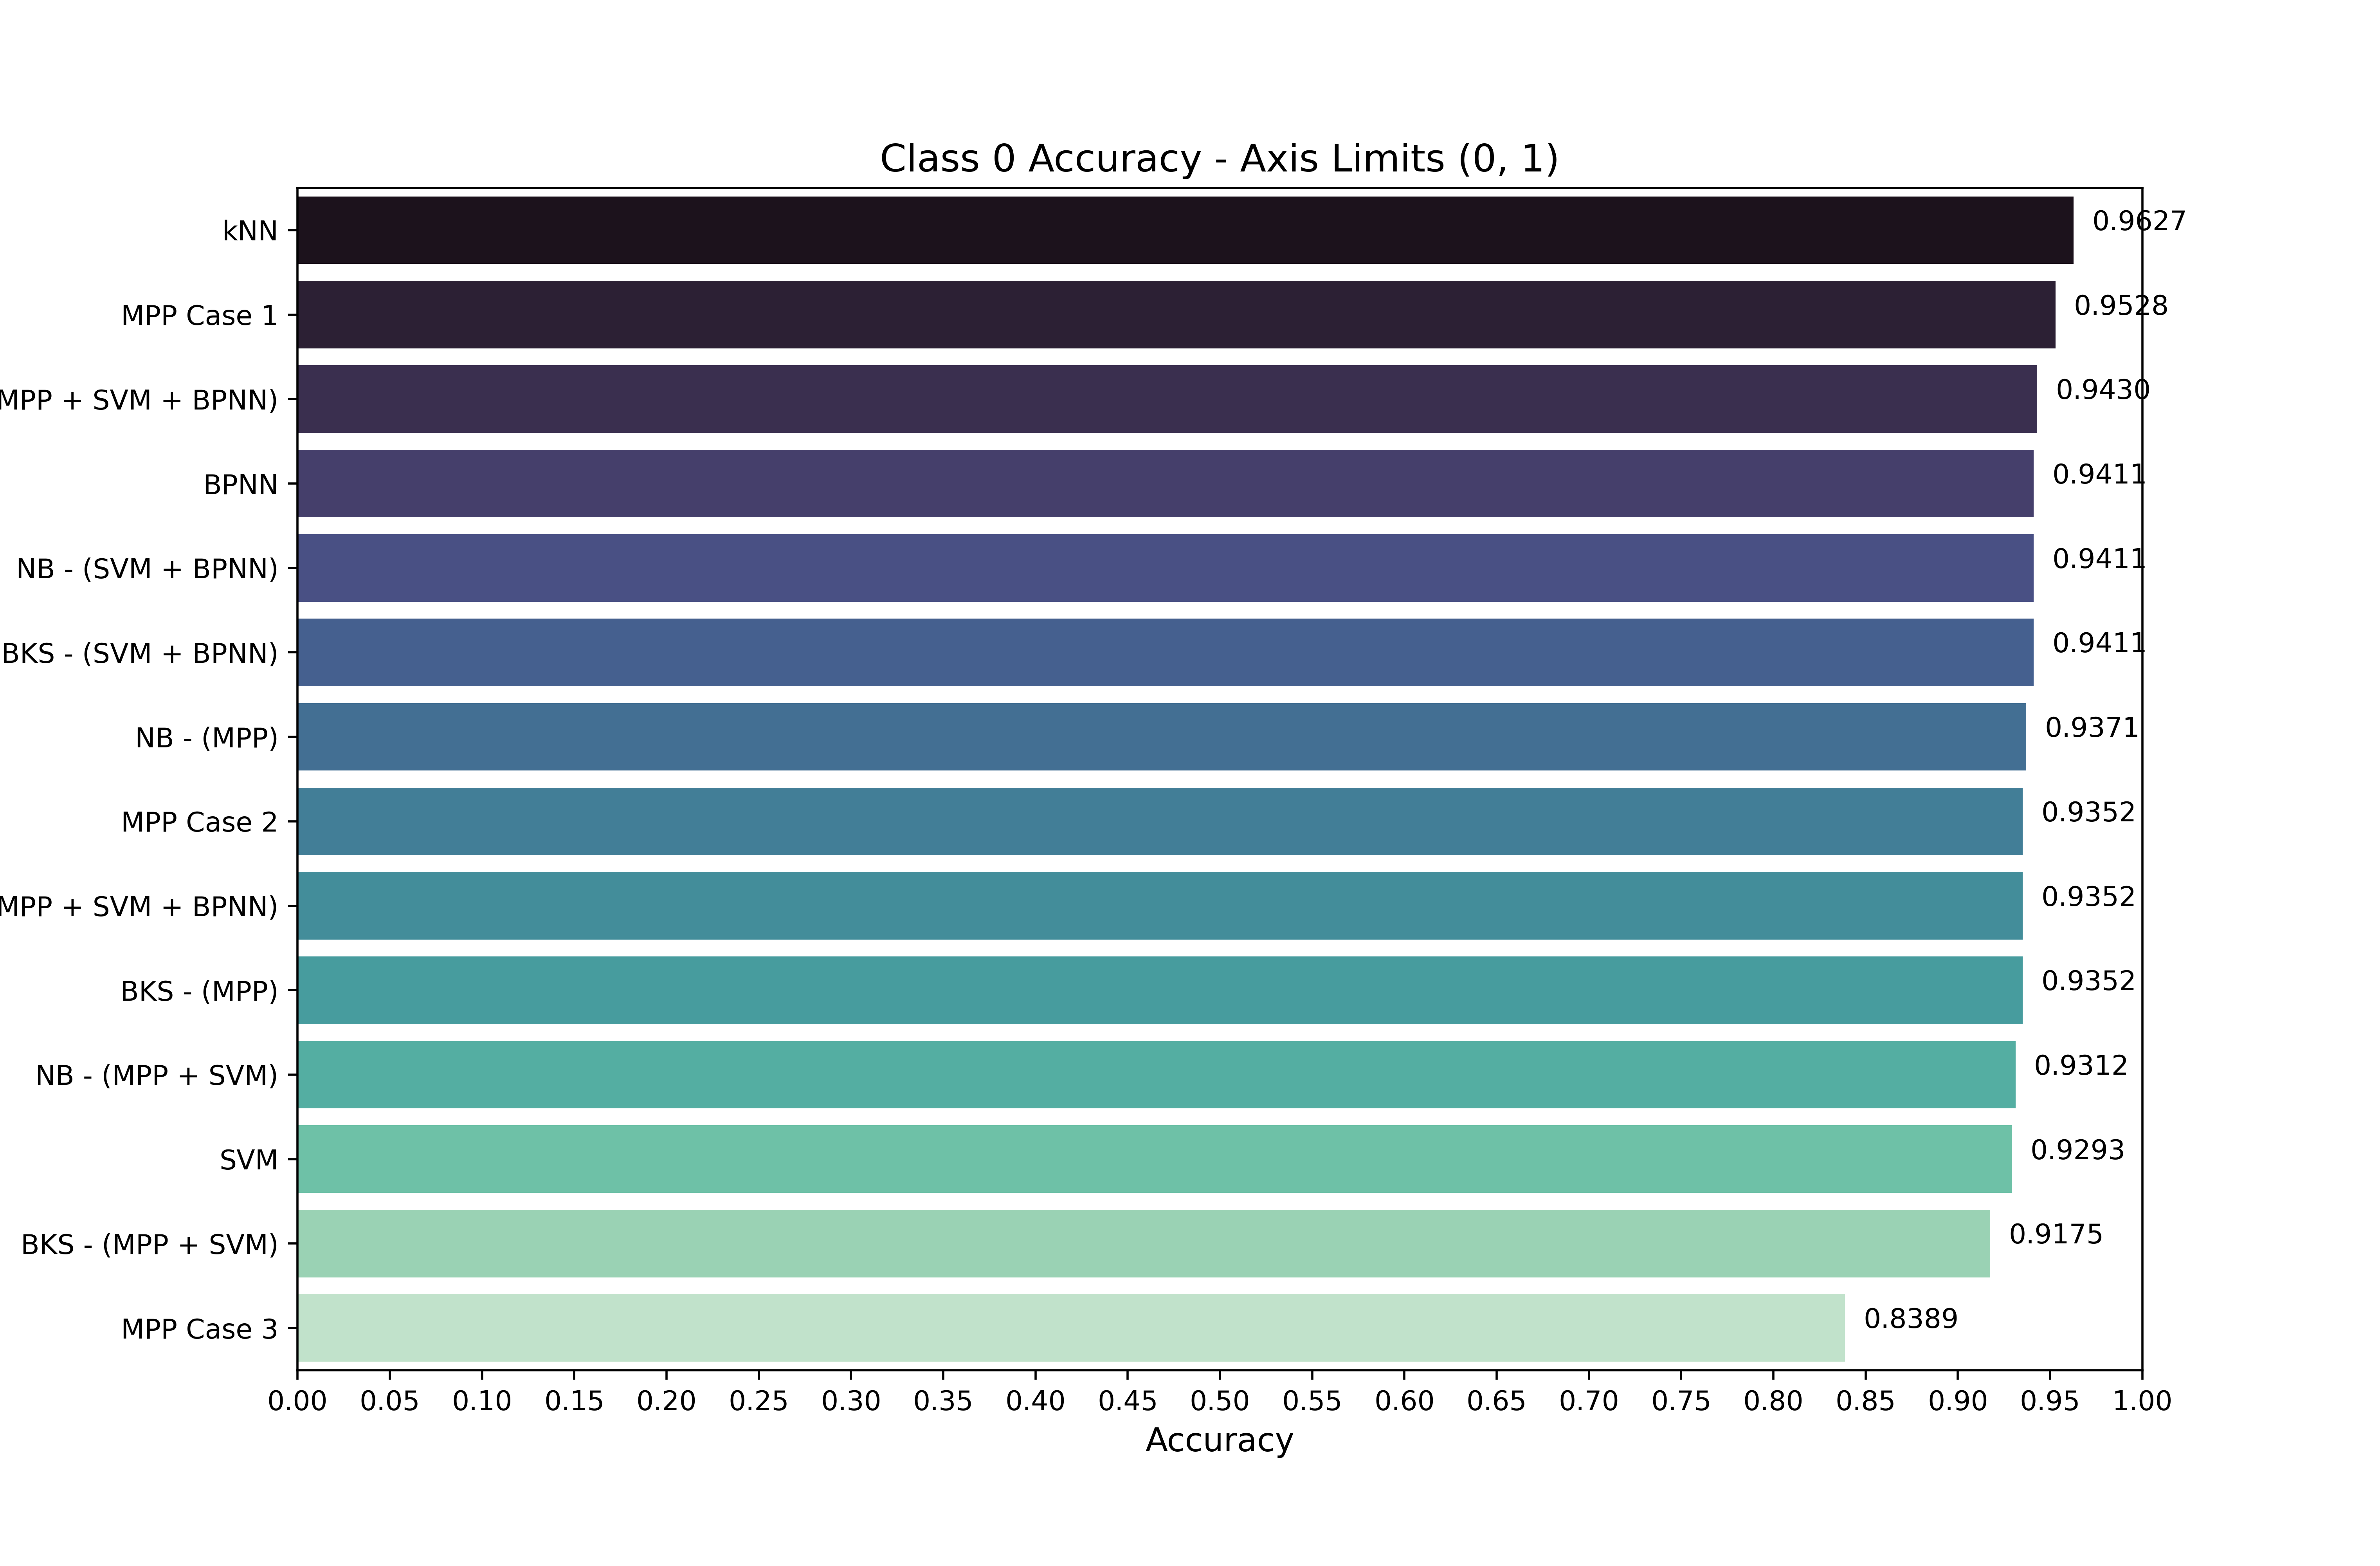 Class 0 Accuracy - Axis Limits (0, 1)
kNN 0.9627
MPP Case 1 0.9528
MPP + SVM + BPNN) 0.9430
BPNN 0.9411
NB - (SVM + BPNN) 0.9411
BKS - (SVM + BPNN) 0.9411
NB - (MPP) 0.9371
MPP Case 2 0.9352
MPP + SVM + BPNN) 0.9352
BKS - (MPP) 0.9352
NB - (MPP + SVM) 0.9312
SVM 0.9293
BKS - (MPP + SVM) 0.9175
MPP Case 3 0.8389
0.00 0.05 0.10 0.15 0.20 0.25 0.30 0.35 0.40 0.45 0.50 0.55 0.60 0.65 0.70 0.75 0.80 0.85 0.90 0.95 1.00
Accuracy